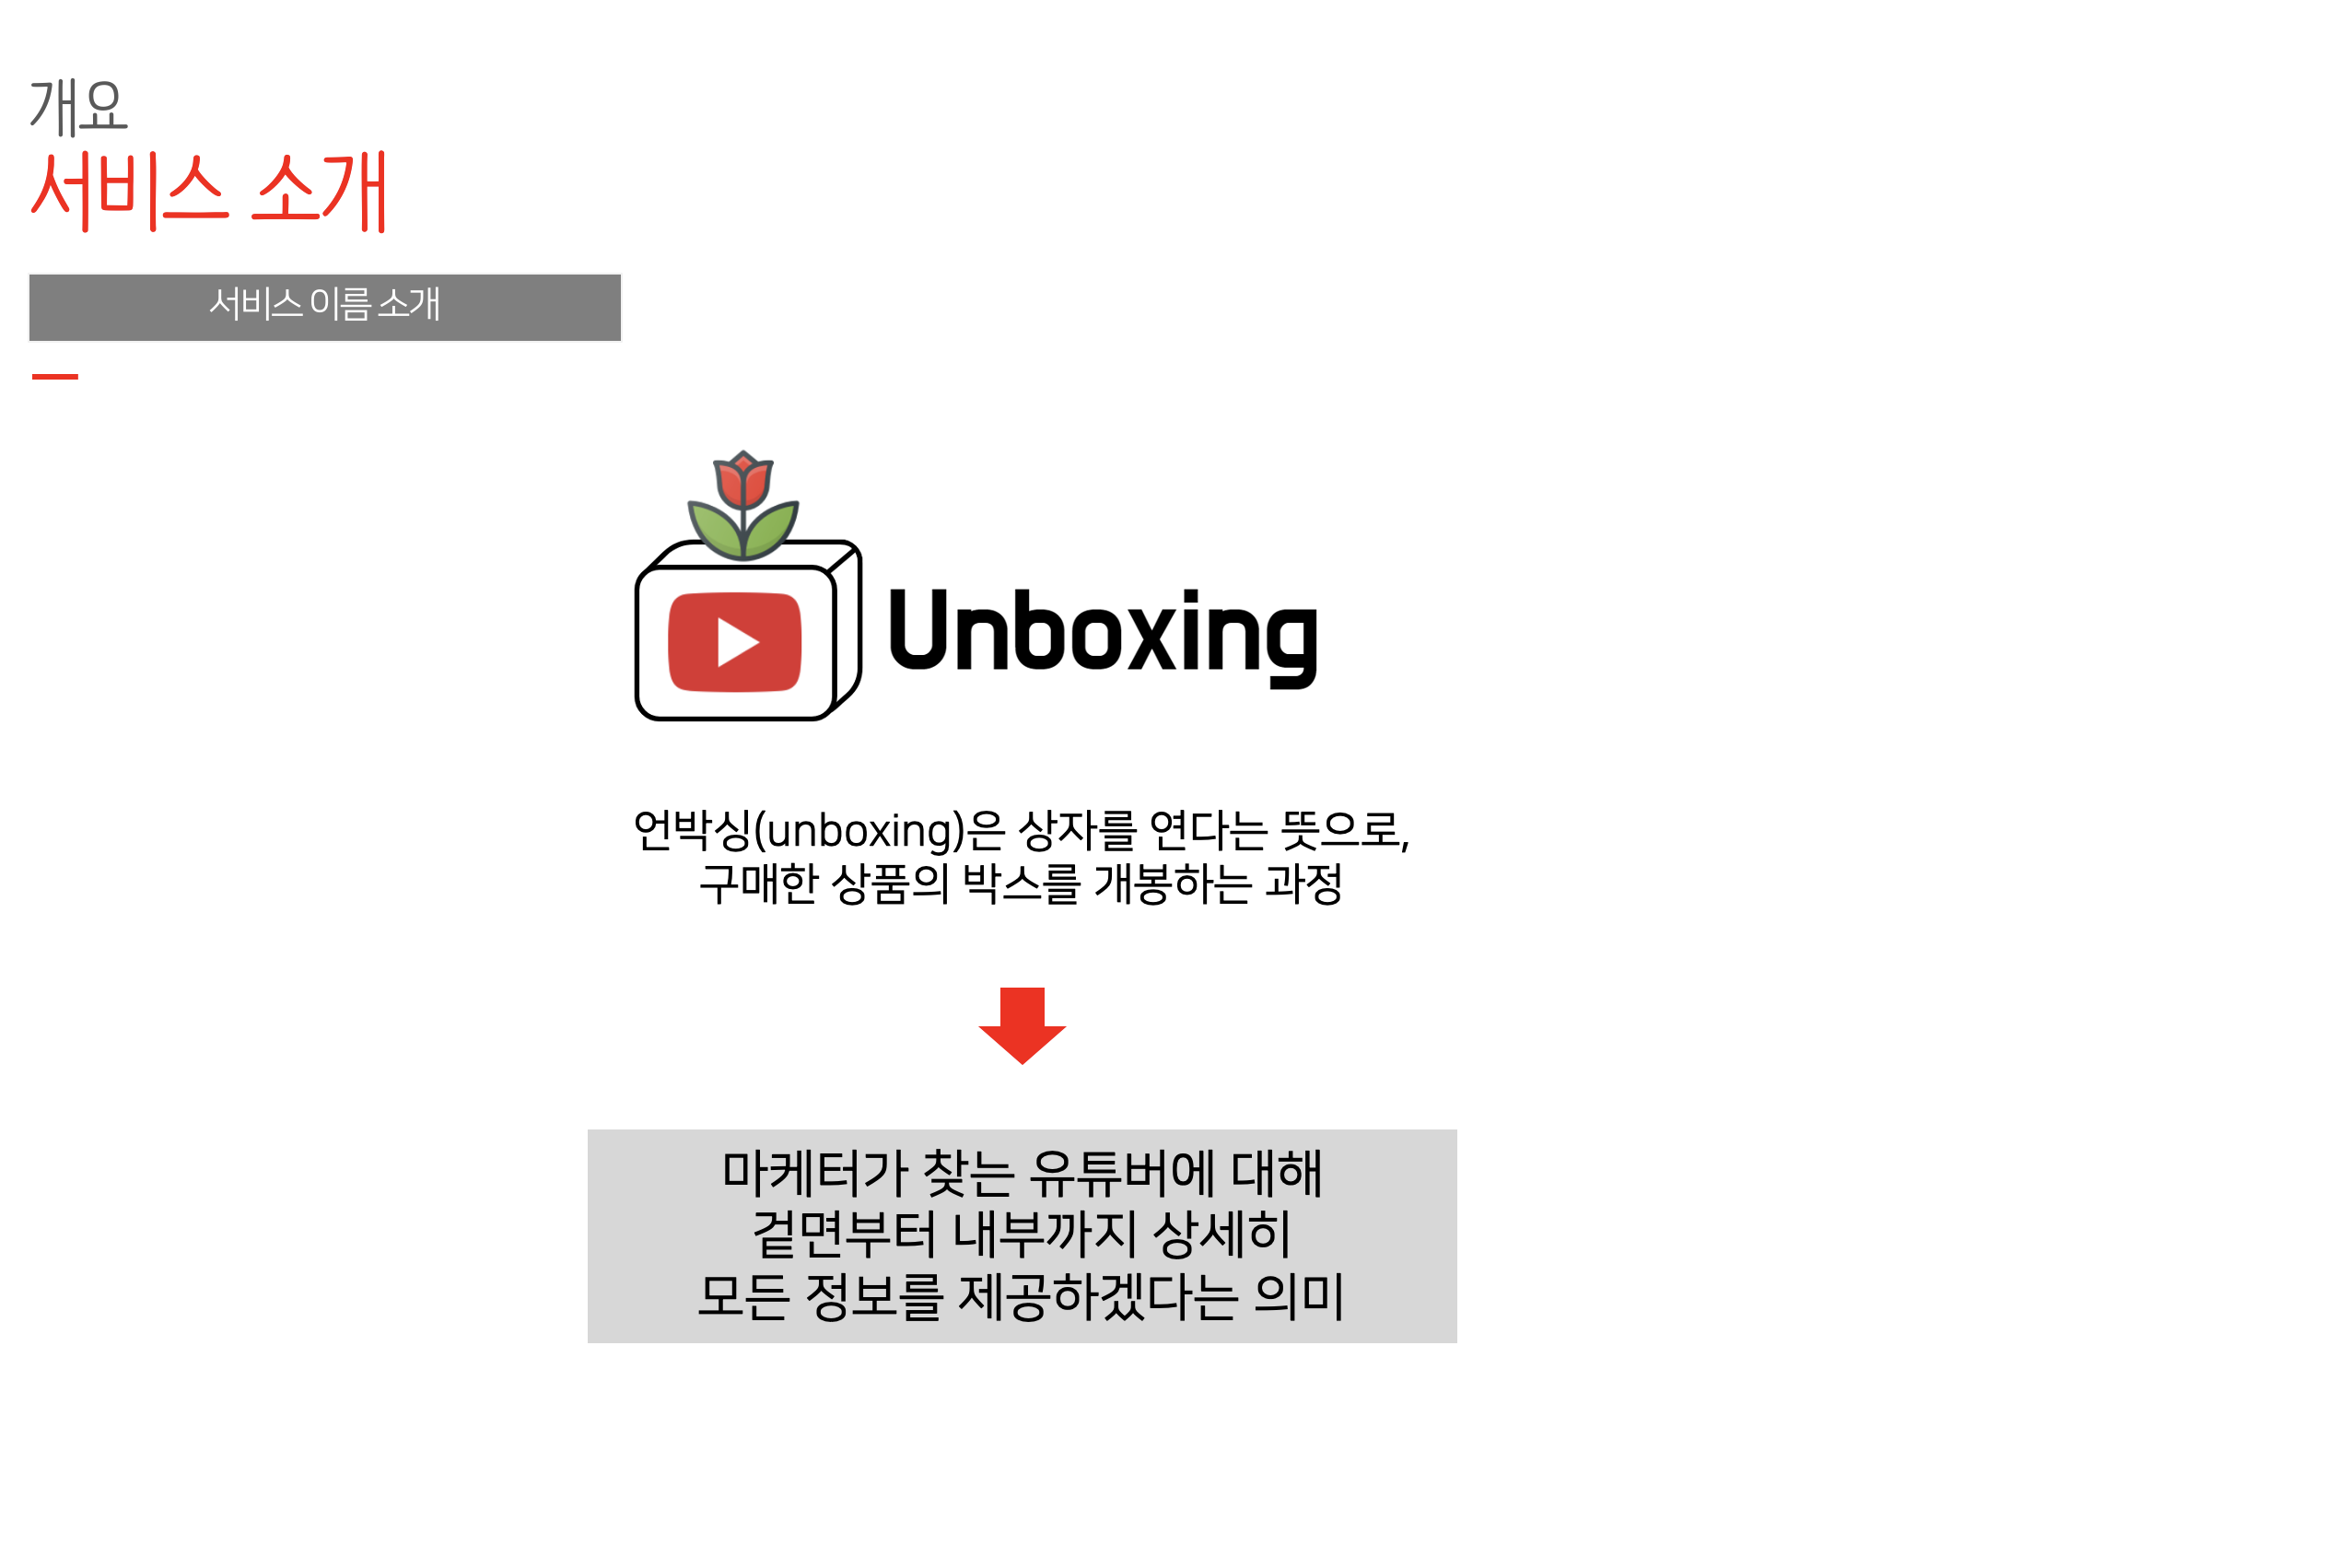 개요
서비스 소개
서비스 이름 소개
Unboxing
언박싱(unboxing)은 상자를 연다는 뜻으로,
구매한 상품의 박스를 개봉하는 과정
마케터가 찾는 유튜버에 대해
겉면부터 내부까지 상세히
모든 정보를 제공하겠다는 의미